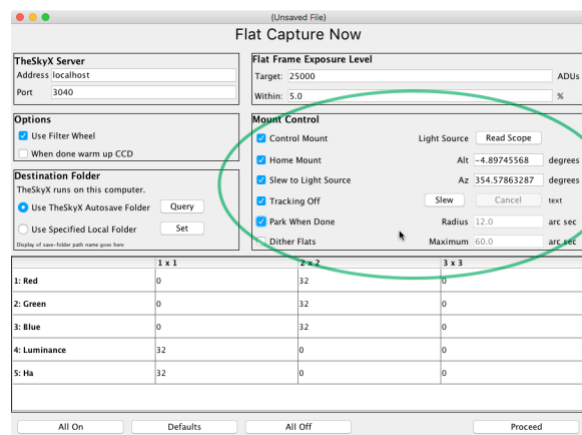 (Unsaved File)
Flat Capture Now
TheSkyX Server
Address localhost
Port 3040
Flat Frame Exposure Level
Target: 25000 ADUs
Within: 5.0 %
Options
Use Filter Wheel
When done warm up CCD
Destination Folder
TheSkyX runs on this computer.
Use TheSkyX Autosave Folder Query
Use Specified Local Folder Set
Display of save-folder path name goes here
Mount Control
Control Mount Light Source Read Scope
Home Mount Alt -4.89745568 degrees
Slew to Light Source Az 354.57863287 degrees
Tracking Off Slew Cancel text
Park When Done Radius 12.0 arc sec
Dither Flats Maximum 60.0 arc sec
1 x 1 2 x 2 3 x 3
1: Red 0 32 0
2: Green 0 32 0
3: Blue 0 32 0
4: Luminance 32 0 0
5: Ha 32 0 0
All On Defaults All Off Proceed